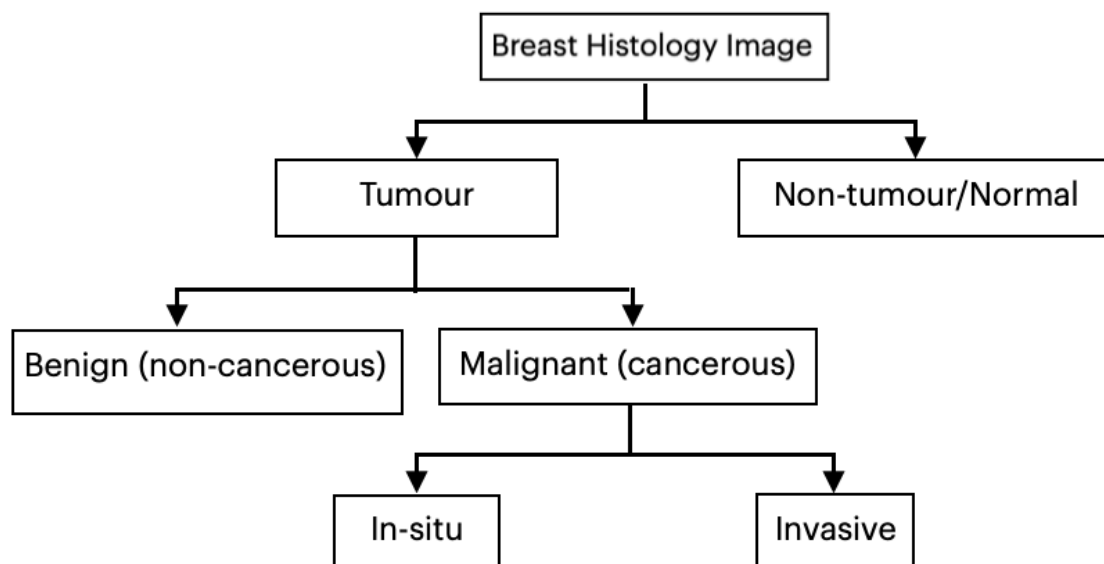 Breast Histology Image
Tumour
Non-tumour/Normal
Benign (non-cancerous)
Malignant (cancerous)
In-situ
Invasive